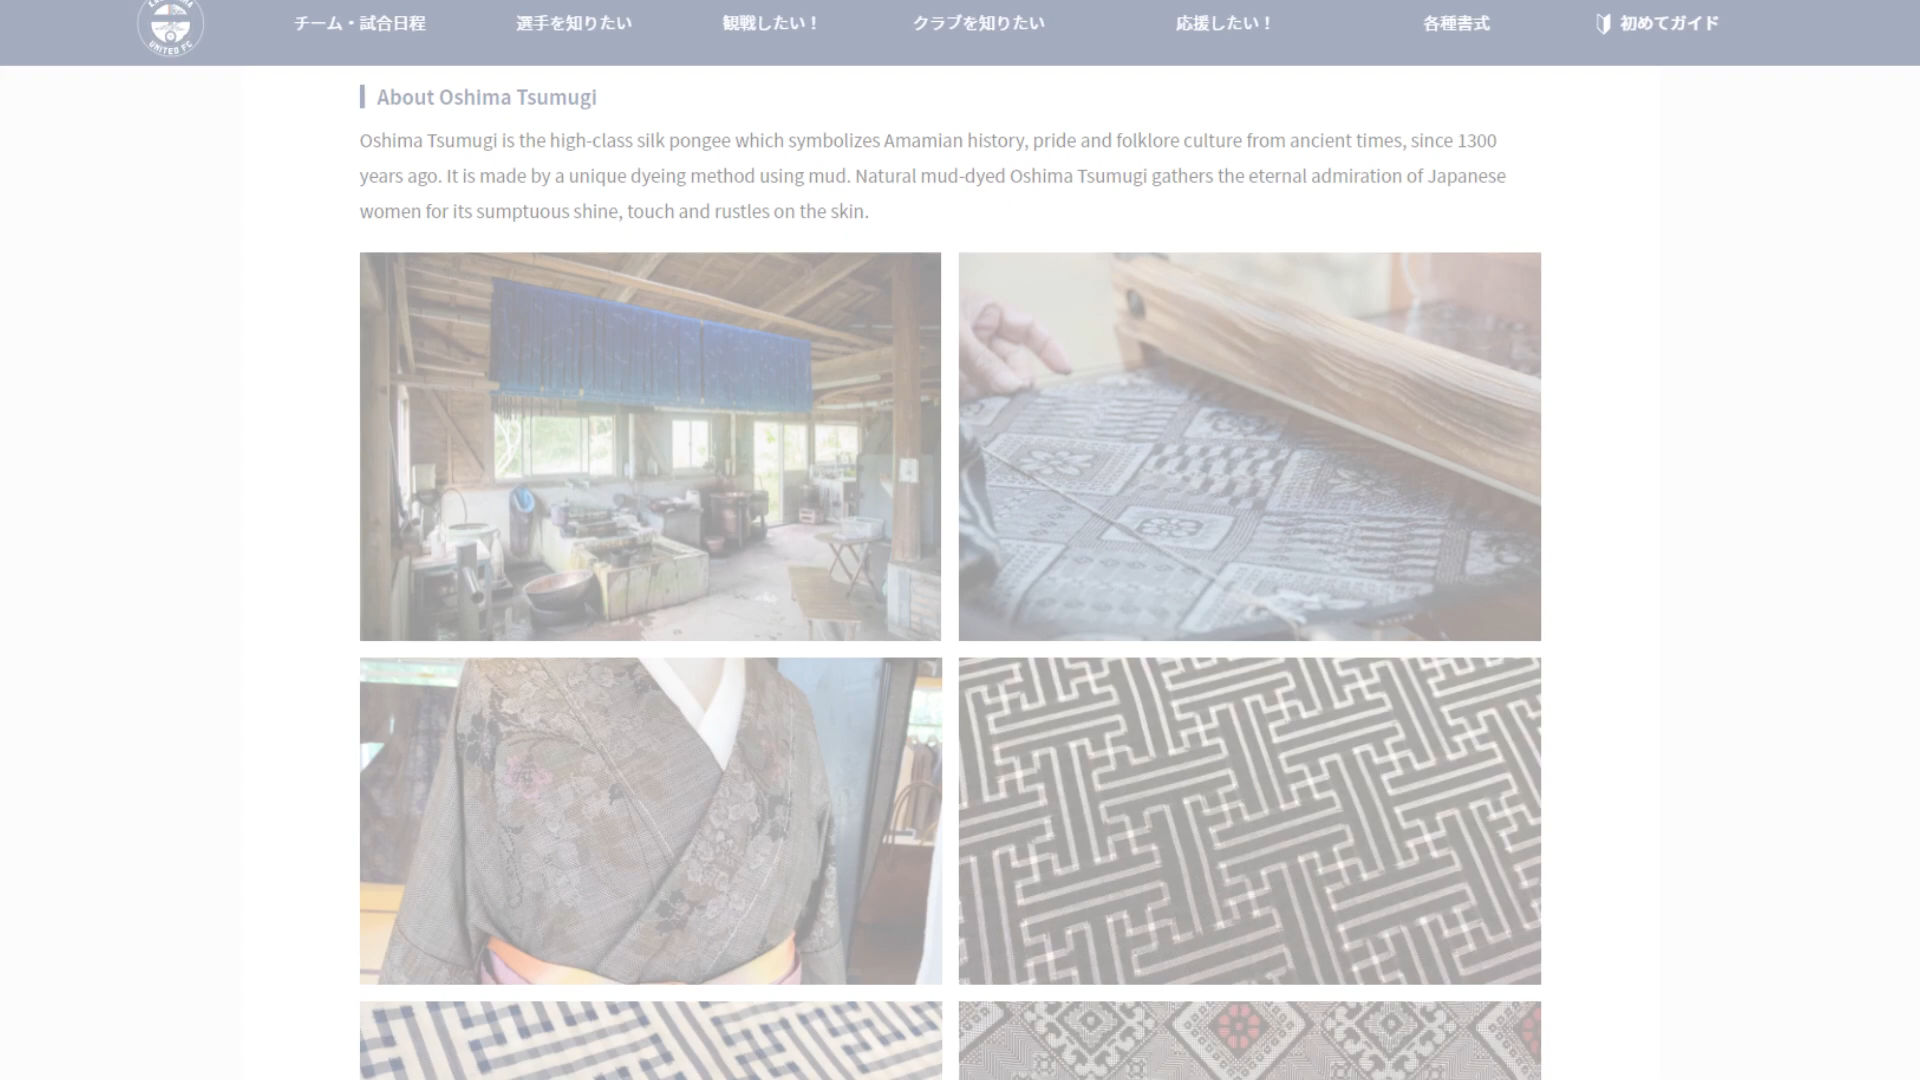 UNITED FC
チーム・試合日程
選手を知りたい
観戦したい！
クラブを知りたい
応援したい！
各種書式
初めてガイド
About Oshima Tsumugi
Oshima Tsumugi is the high-class silk pongee which symbolizes Amamian history, pride and folklore culture from ancient times, since 1300
years ago. It is made by a unique dyeing method using mud. Natural mud-dyed Oshima Tsumugi gathers the eternal admiration of Japanese
women for its sumptuous shine, touch and rustles on the skin.